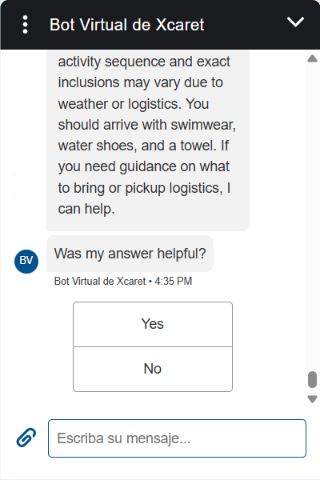 Bot Virtual de Xcaret
activity sequence and exact
inclusions may vary due to
weather or logistics. You
should arrive with swimwear,
water shoes, and a towel. If
you need guidance on what
to bring or pickup logistics, I
can help.
BV
Was my answer helpful?
Bot Virtual de Xcaret • 4:35 PM
Yes
No
Escriba su mensaje...